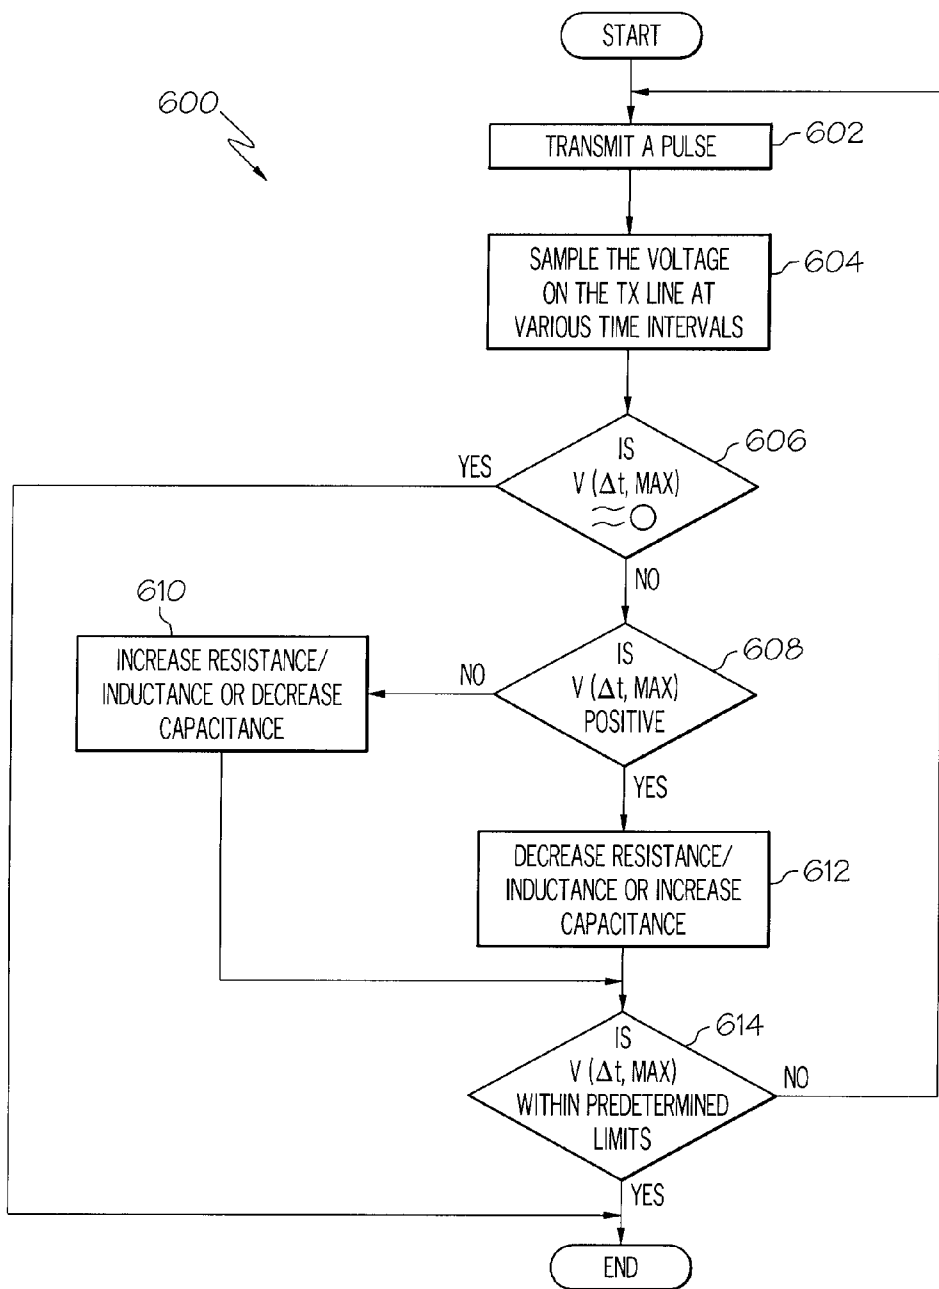 START
600
TRANSMIT A PULSE
602
SAMPLE THE VOLTAGE
ON THE TX LINE AT
VARIOUS TIME INTERVALS
604
IS
V (Δt, MAX)
≈ 0
606
YES
NO
610
INCREASE RESISTANCE/
INDUCTANCE OR DECREASE
CAPACITANCE
NO
IS
V (Δt, MAX)
POSITIVE
608
YES
DECREASE RESISTANCE/
INDUCTANCE OR INCREASE
CAPACITANCE
612
IS
V (Δt, MAX)
WITHIN PREDETERMINED
LIMITS
614
NO
YES
END